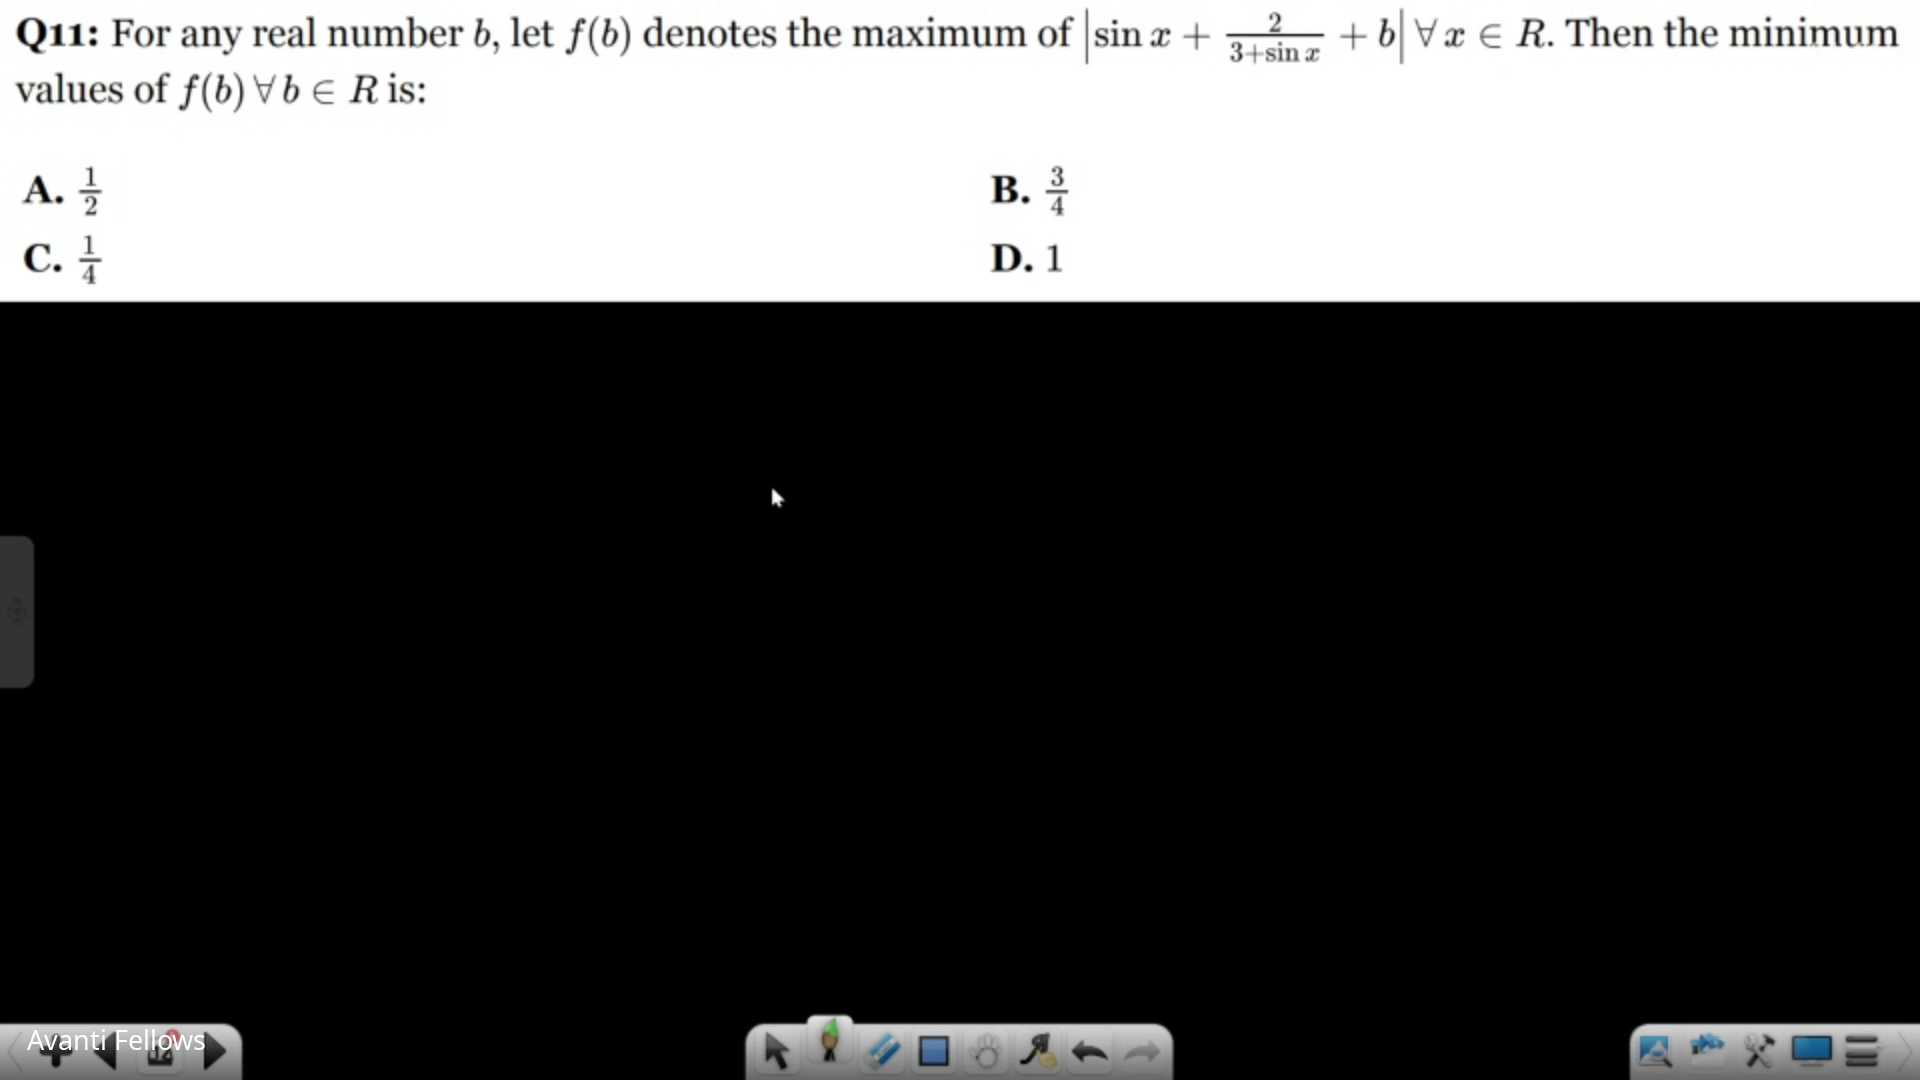 Q11: For any real number b, let f(b) denotes the maximum of |sin x + 2/(3+sin x) + b| ∀ x ∈ R. Then the minimum
values of f(b) ∀ b ∈ R is:
A. 1/2
B. 3/4
C. 1/4
D. 1
Avanti Fellows